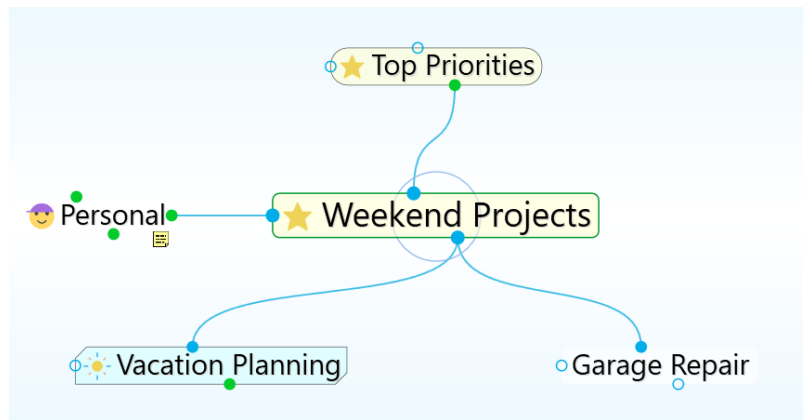 Top Priorities
Personal
Weekend Projects
Vacation Planning
Garage Repair